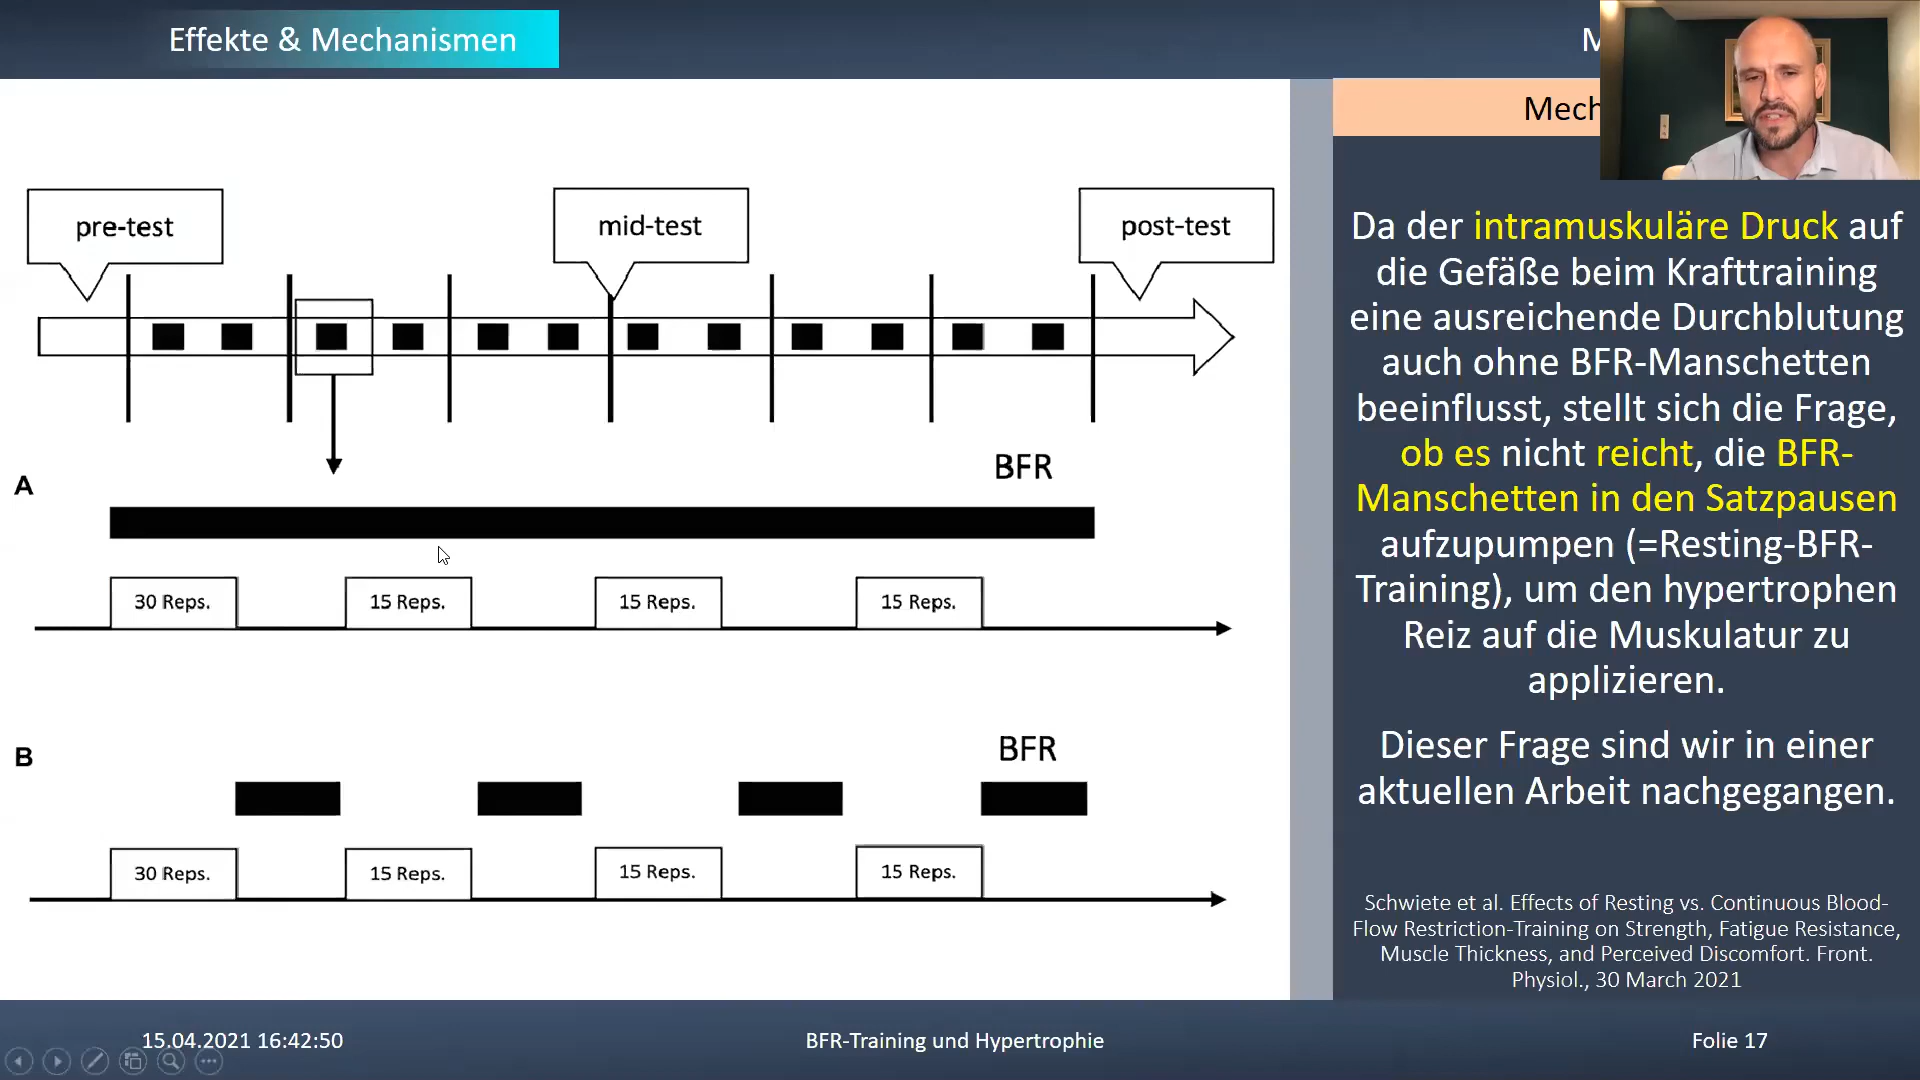 Effekte & Mechanismen
pre-test
mid-test
post-test
A
BFR
30 Reps.
15 Reps.
15 Reps.
15 Reps.
B
BFR
30 Reps.
15 Reps.
15 Reps.
15 Reps.
Da der intramuskuläre Druck auf
die Gefäße beim Krafttraining
eine ausreichende Durchblutung
auch ohne BFR-Manschetten
beeinflusst, stellt sich die Frage,
ob es nicht reicht, die BFR-
Manschetten in den Satzpausen
aufzupumpen (=Resting-BFR-
Training), um den hypertrophen
Reiz auf die Muskulatur zu
applizieren.
Dieser Frage sind wir in einer
aktuellen Arbeit nachgegangen.
Schwiete et al. Effects of Resting vs. Continuous Blood-
Flow Restriction-Training on Strength, Fatigue Resistance,
Muscle Thickness, and Perceived Discomfort. Front.
Physiol., 30 March 2021
15.04.2021 16:42:50
BFR-Training und Hypertrophie
Folie 17